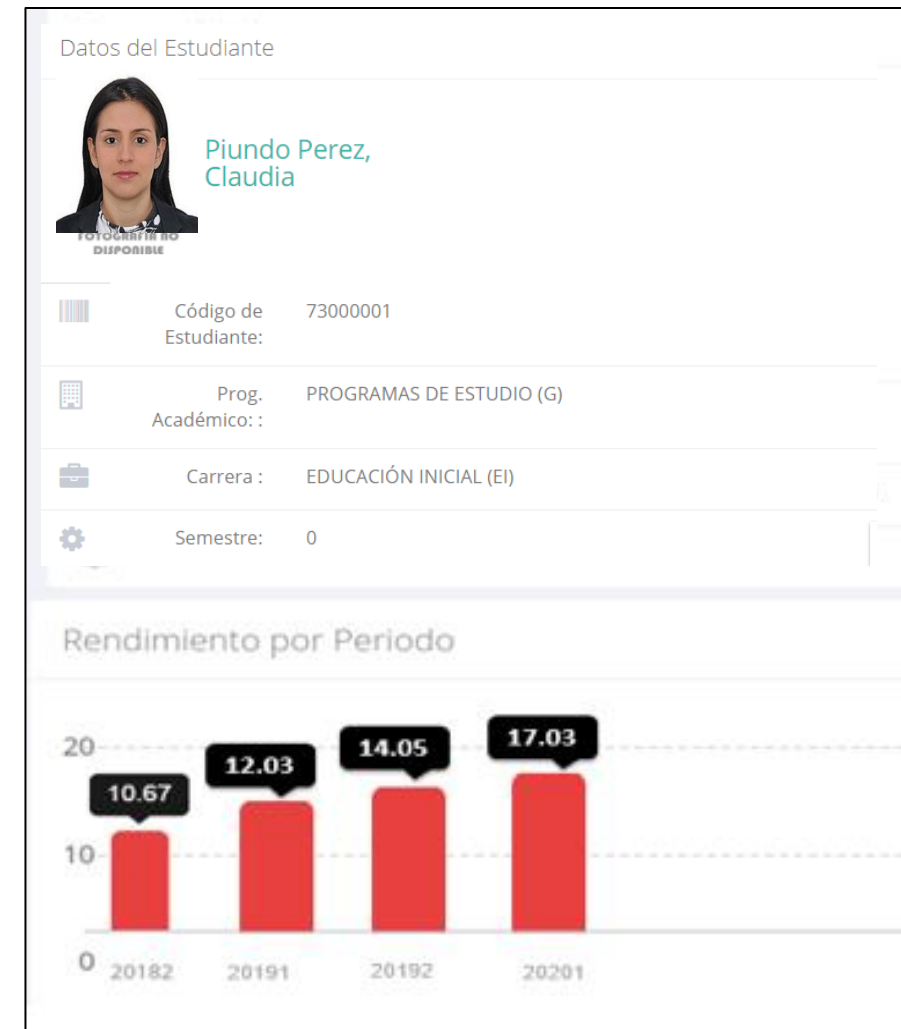 Datos del Estudiante
Piundo Perez,
Claudia
FOTOGRAFIA NO
DISPONIBLE
Código de
Estudiante:
73000001
Prog.
Académico: :
PROGRAMAS DE ESTUDIO (G)
Carrera :
EDUCACIÓN INICIAL (EI)
Semestre:
0
Rendimiento por Periodo
20
10
0
10.67
12.03
14.05
17.03
20182
20191
20192
20201